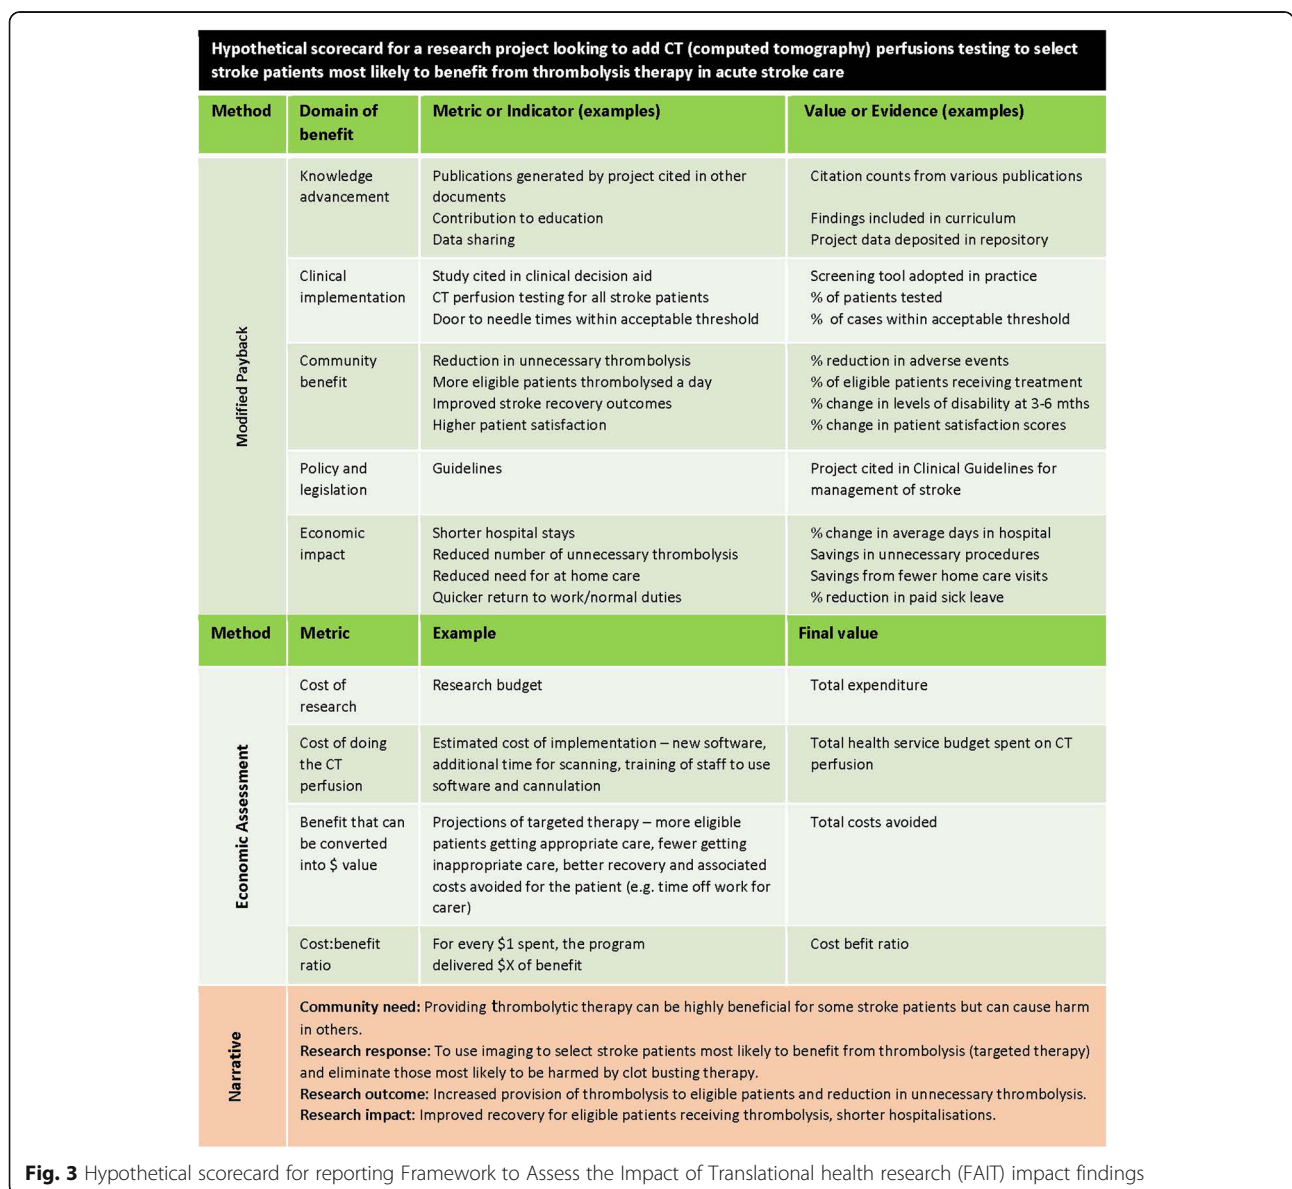 Hypothetical scorecard for a research project looking to add CT (computed tomography) perfusions testing to select
stroke patients most likely to benefit from thrombolysis therapy in acute stroke care
Method
Domain of
benefit
Metric or Indicator (examples)
Value or Evidence (examples)
Modified Payback
Knowledge
advancement
Publications generated by project cited in other
documents
Contribution to education
Data sharing
Citation counts from various publications
Findings included in curriculum
Project data deposited in repository
Clinical
implementation
Study cited in clinical decision aid
CT perfusion testing for all stroke patients
Door to needle times within acceptable threshold
Screening tool adopted in practice
% of patients tested
% of cases within acceptable threshold
Community
benefit
Reduction in unnecessary thrombolysis
More eligible patients thrombolysed a day
Improved stroke recovery outcomes
Higher patient satisfaction
% reduction in adverse events
% of eligible patients receiving treatment
% change in levels of disability at 3-6 mths
% change in patient satisfaction scores
Policy and
legislation
Guidelines
Project cited in Clinical Guidelines for
management of stroke
Economic
impact
Shorter hospital stays
Reduced number of unnecessary thrombolysis
Reduced need for at home care
Quicker return to work/normal duties
% change in average days in hospital
Savings in unnecessary procedures
Savings from fewer home care visits
% reduction in paid sick leave
Method
Metric
Example
Final value
Economic Assessment
Cost of
research
Research budget
Total expenditure
Cost of doing
the CT
perfusion
Estimated cost of implementation – new software,
additional time for scanning, training of staff to use
software and cannulation
Total health service budget spent on CT
perfusion
Benefit that can
be converted
into $ value
Projections of targeted therapy – more eligible
patients getting appropriate care, fewer getting
inappropriate care, better recovery and associated
costs avoided for the patient (e.g. time off work for
carer)
Total costs avoided
Cost:benefit
ratio
For every $1 spent, the program
delivered $X of benefit
Cost befit ratio
Narrative
Community need: Providing thrombolytic therapy can be highly beneficial for some stroke patients but can cause harm
in others.
Research response: To use imaging to select stroke patients most likely to benefit from thrombolysis (targeted therapy)
and eliminate those most likely to be harmed by clot busting therapy.
Research outcome: Increased provision of thrombolysis to eligible patients and reduction in unnecessary thrombolysis.
Research impact: Improved recovery for eligible patients receiving thrombolysis, shorter hospitalisations.
Fig. 3 Hypothetical scorecard for reporting Framework to Assess the Impact of Translational health research (FAIT) impact findings